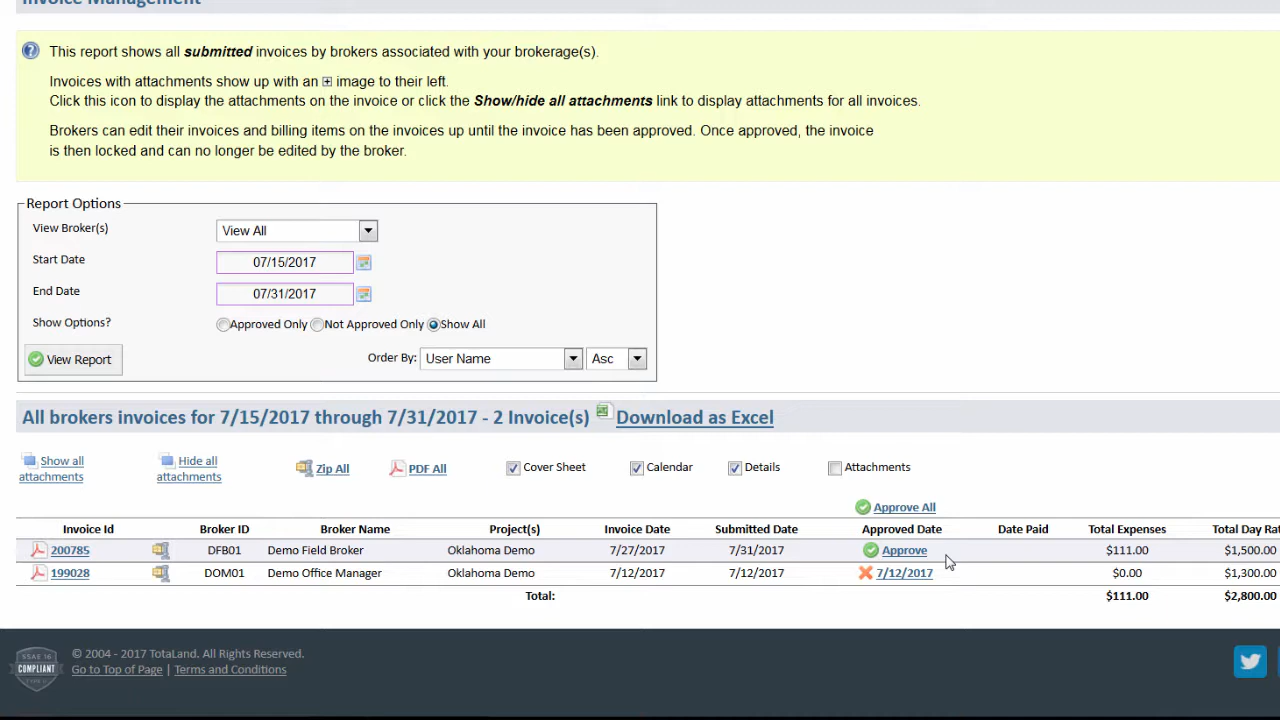 Invoice Management
This report shows all submitted invoices by brokers associated with your brokerage(s).
Invoices with attachments show up with an image to their left.
Click this icon to display the attachments on the invoice or click the Show/hide all attachments link to display attachments for all invoices.
Brokers can edit their invoices and billing items on the invoices up until the invoice has been approved. Once approved, the invoice
is then locked and can no longer be edited by the broker.
Report Options
View Broker(s) View All
Start Date 07/15/2017
End Date 07/31/2017
Show Options? Approved Only Not Approved Only Show All
View Report Order By: User Name Asc
All brokers invoices for 7/15/2017 through 7/31/2017 - 2 Invoice(s) Download as Excel
Show all attachments Hide all attachments Zip All PDF All Cover Sheet Calendar Details Attachments
Approve All
Invoice Id Broker ID Broker Name Project(s) Invoice Date Submitted Date Approved Date Date Paid Total Expenses Total Day Ra
200785 DFB01 Demo Field Broker Oklahoma Demo 7/27/2017 7/31/2017 Approve $111.00 $1,500.00
199028 DOM01 Demo Office Manager Oklahoma Demo 7/12/2017 7/12/2017 7/12/2017 $0.00 $1,300.00
Total: $111.00 $2,800.00
SSAE 16
COMPLIANT
© 2004 - 2017 TotaLand. All Rights Reserved.
Go to Top of Page | Terms and Conditions